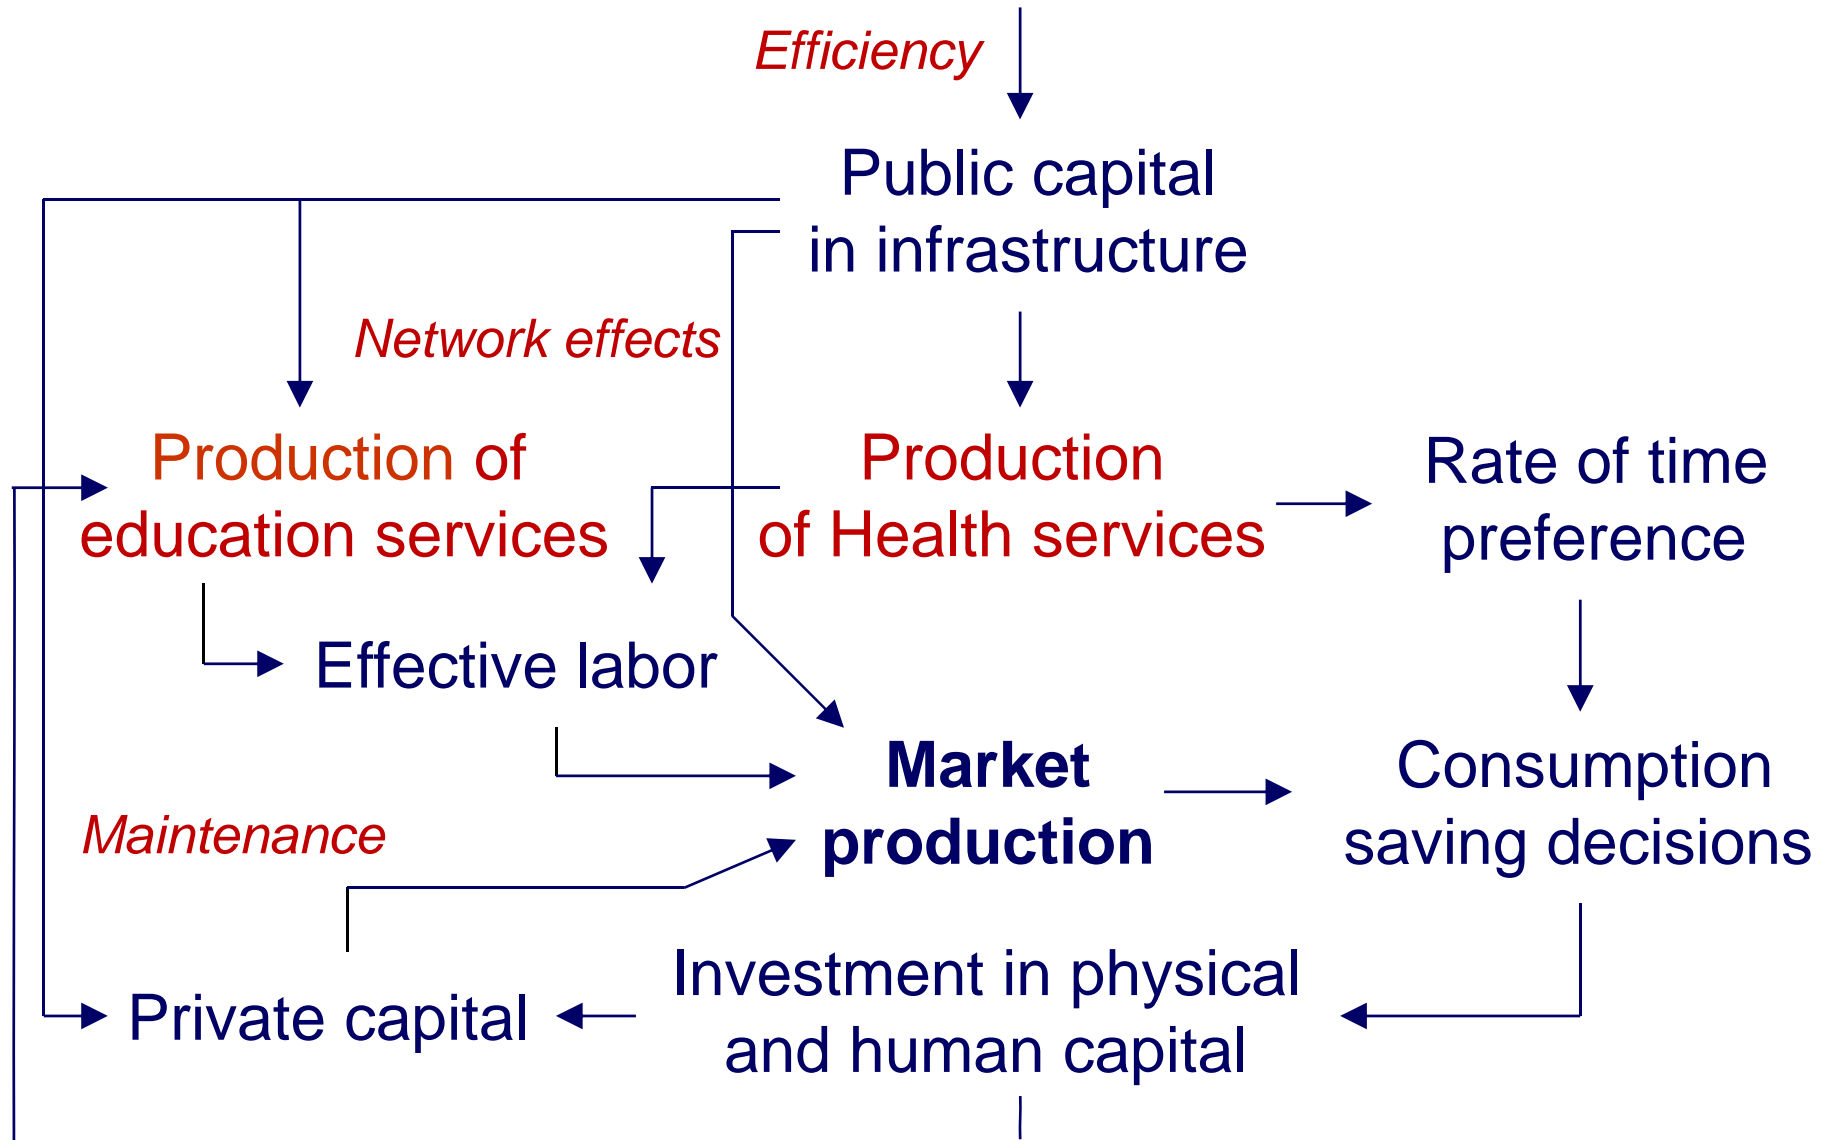 Efficiency
Public capital
in infrastructure
Network effects
Production of
education services
Production
of Health services
Rate of time
preference
Effective labor
Market
production
Consumption
saving decisions
Maintenance
Investment in physical
and human capital
Private capital